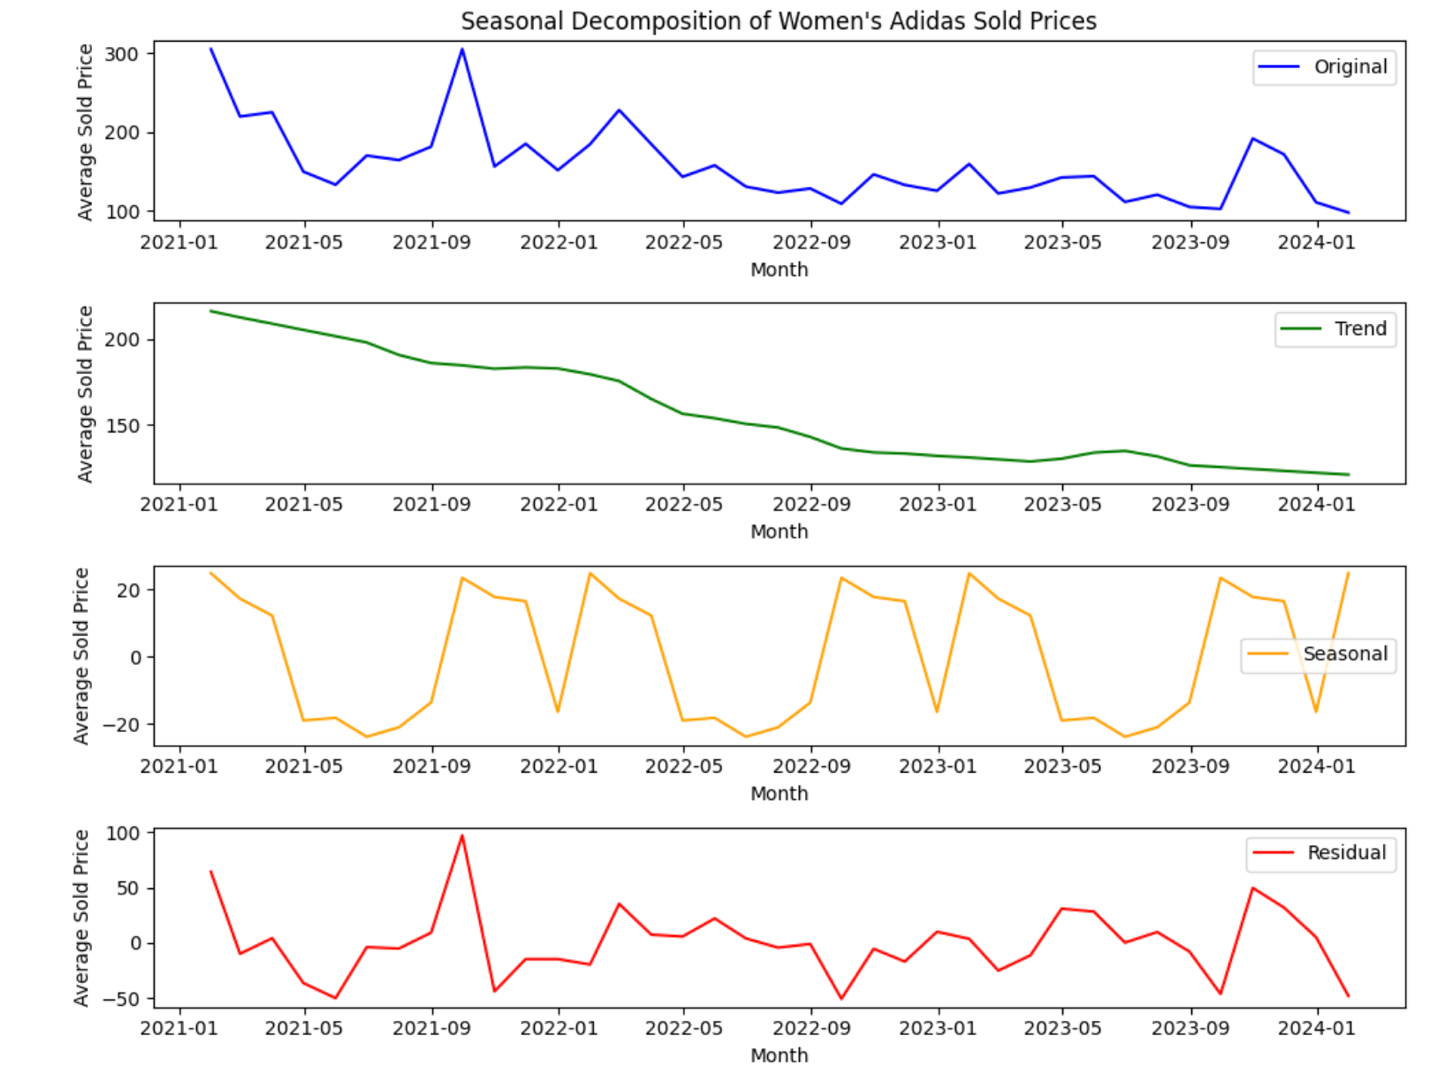 Seasonal Decomposition of Women's Adidas Sold Prices
Average Sold Price
300
200
100
Original
2021-01 2021-05 2021-09 2022-01 2022-05 2022-09 2023-01 2023-05 2023-09 2024-01
Month
Average Sold Price
200
150
Trend
2021-01 2021-05 2021-09 2022-01 2022-05 2022-09 2023-01 2023-05 2023-09 2024-01
Month
Average Sold Price
20
0
−20
Seasonal
2021-01 2021-05 2021-09 2022-01 2022-05 2022-09 2023-01 2023-05 2023-09 2024-01
Month
Average Sold Price
100
50
0
−50
Residual
2021-01 2021-05 2021-09 2022-01 2022-05 2022-09 2023-01 2023-05 2023-09 2024-01
Month